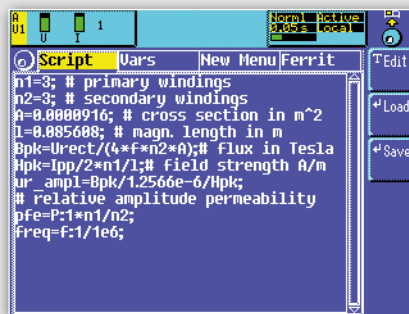 A
U1 U I 1 Norml Active
0.05s Local
Script Vars New Menu Ferrit
TEdit
Load
Save
n1=3; # primary windings
n2=3; # secondary windings
A=0.0000916; # cross section in m^2
l=0.085608; # magn. length in m
Bpk=Urect/(4*f*n2*A);# flux in Tesla
Hpk=Ipp/2*n1/l;# field strength A/m
ur_ampl=Bpk/1.2566e-6/Hpk;
# relative amplitude permeability
pfe=P:1*n1/n2;
freq=f:1/1e6;